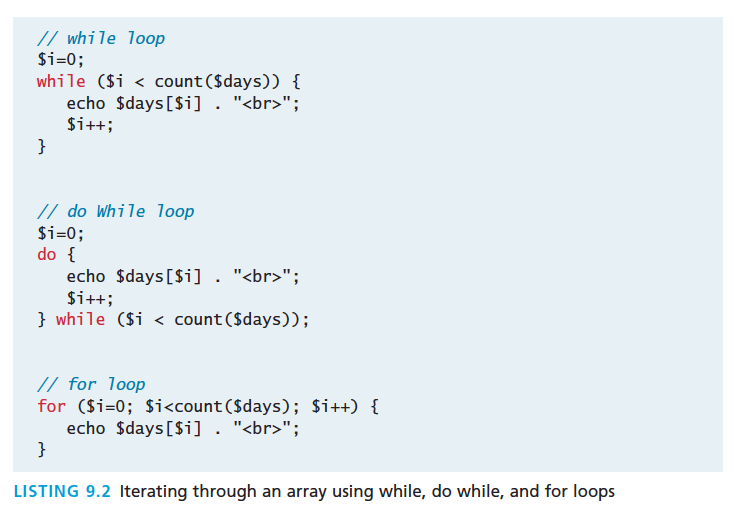 // while loop
$i=0;
while ($i < count($days)) {
   echo $days[$i] . "<br>";
   $i++;
}
// do While loop
$i=0;
do {
   echo $days[$i] . "<br>";
   $i++;
} while ($i < count($days));
// for loop
for ($i=0; $i<count($days); $i++) {
   echo $days[$i] . "<br>";
}
LISTING 9.2 Iterating through an array using while, do while, and for loops